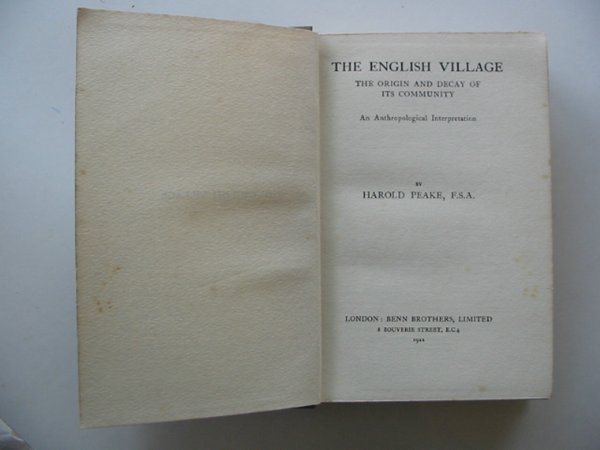 THE ENGLISH VILLAGE
THE ORIGIN AND DECAY OF
ITS COMMUNITY
An Anthropological Interpretation
BY
HAROLD PEAKE, F.S.A.
LONDON: BENN BROTHERS, LIMITED
8 BOUVERIE STREET, E.C.4
1922